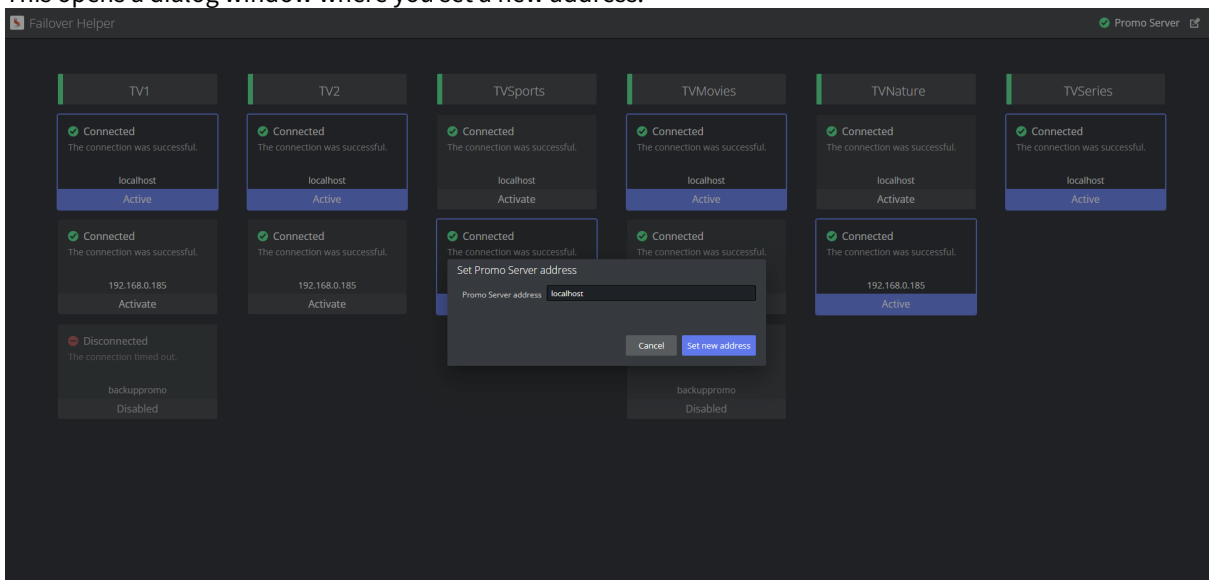 This opens a dialog window where you set a new address.
Failover Helper
Promo Server
TV1
TV2
TVSports
TVMovies
TVNature
TVSeries
Connected
The connection was successful.
localhost
Active
Connected
The connection was successful.
localhost
Active
Connected
The connection was successful.
localhost
Activate
Connected
The connection was successful.
localhost
Active
Connected
The connection was successful.
localhost
Activate
Connected
The connection was successful.
localhost
Active
Connected
The connection was successful.
192.168.0.185
Activate
Connected
The connection was successful.
192.168.0.185
Activate
Connected
The connection was successful.
Connected
The connection was successful.
Connected
The connection was successful.
192.168.0.185
Active
Set Promo Server address
Promo Server address localhost
Cancel
Set new address
Disconnected
The connection timed out.
backuppromo
Disabled
backuppromo
Disabled